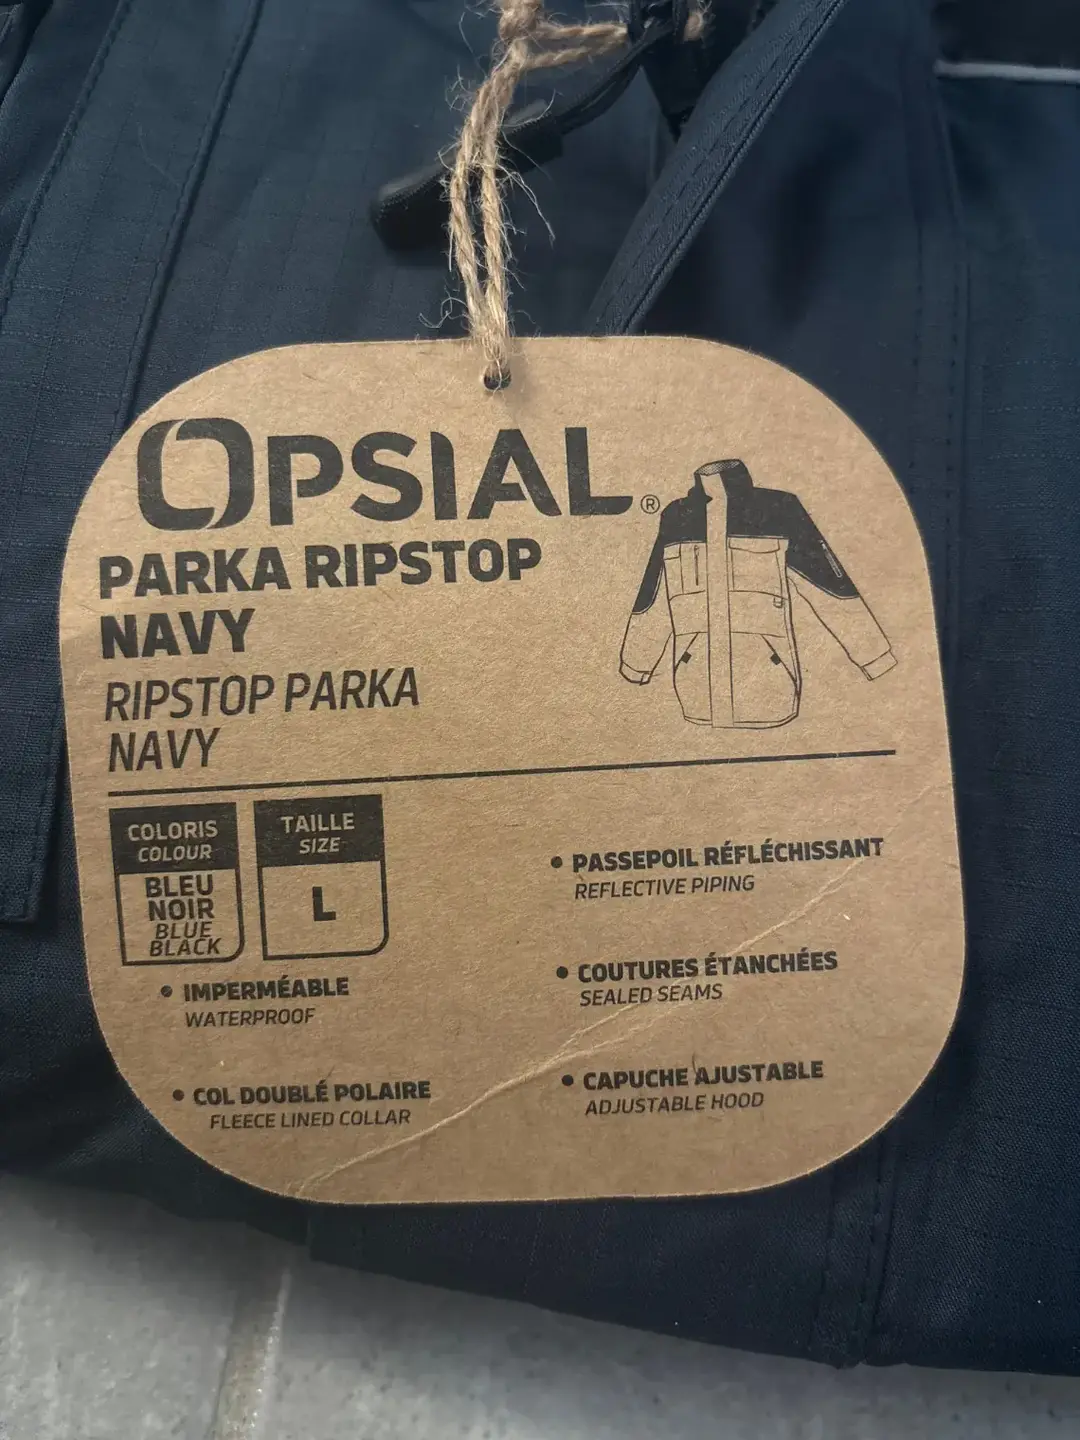 OPSIAL®
PARKA RIPSTOP
NAVY
RIPSTOP PARKA
NAVY
COLORIS
COLOUR
BLEU
NOIR
BLUE
BLACK
TAILLE
SIZE
L
• IMPERMÉABLE
WATERPROOF
• COL DOUBLÉ POLAIRE
FLEECE LINED COLLAR
• PASSEPOIL RÉFLÉCHISSANT
REFLECTIVE PIPING
• COUTURES ÉTANCHÉES
SEALED SEAMS
• CAPUCHE AJUSTABLE
ADJUSTABLE HOOD